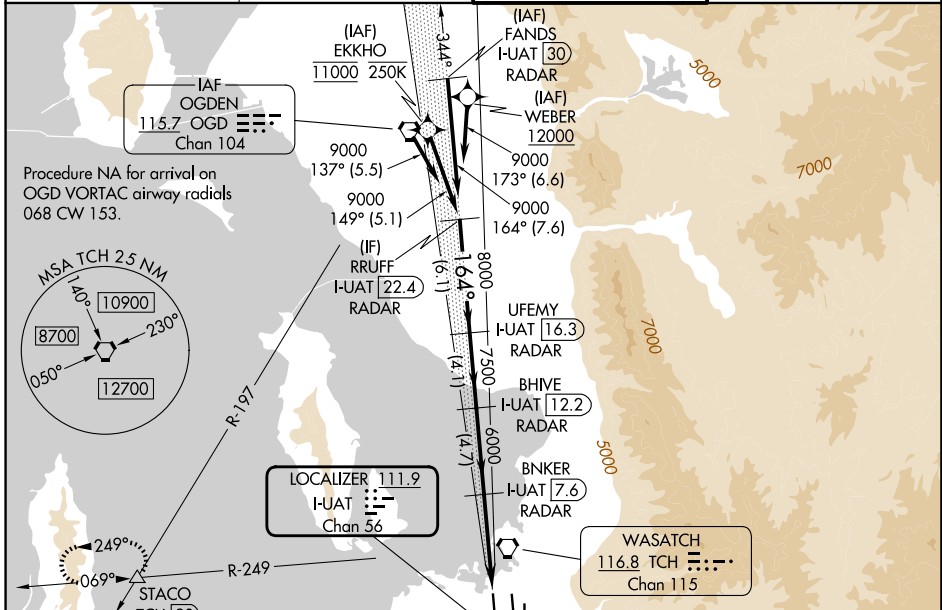 (IAF)
EKKHO
11000 250K
344°
(IAF)
FANDS
I-UAT 30
RADAR
5000
IAF
OGDEN
115.7 OGD
Chan 104
(IAF)
WEBER
12000
Procedure NA for arrival on
OGD VORTAC airway radials
068 CW 153.
9000
137° (5.5)
9000
173° (6.6)
7000
9000
149° (5.1)
9000
164° (7.6)
(IF)
RRUFF
I-UAT 22.4
RADAR
164°
(6.1)
8000
MSA TCH 25 NM
140°
10900
8700
230°
050°
12700
UFEMY
I-UAT 16.3
RADAR
7000
(4.1)
7500
BHIVE
I-UAT 12.2
RADAR
R-197
(4.7)
6000
5000
LOCALIZER 111.9
I-UAT
Chan 56
BNKER
I-UAT 7.6
RADAR
WASATCH
116.8 TCH
Chan 115
249°
069°
R-249
STACO